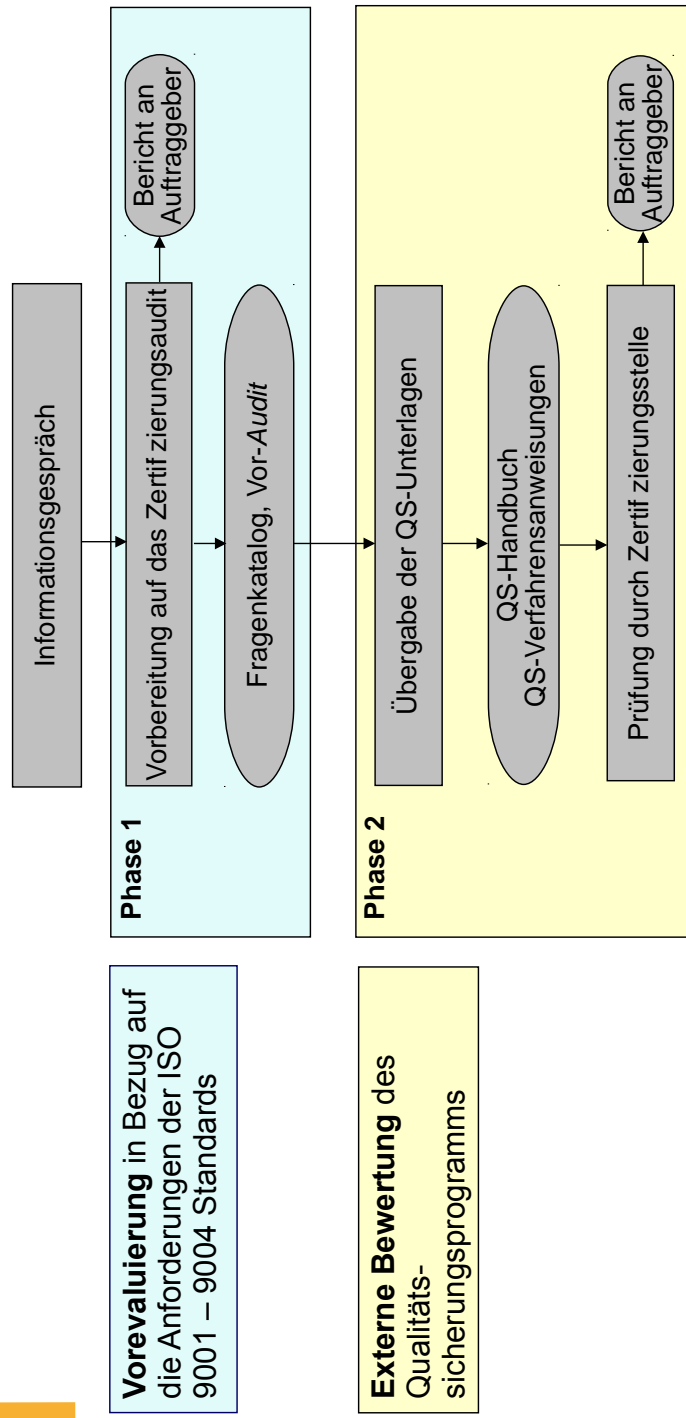 Informationsgespräch
Vorevaluierung in Bezug auf
die Anforderungen der ISO
9001 – 9004 Standards
Phase 1
Vorbereitung auf das Zertif zierungsaudit
Bericht an
Auftraggeber
Fragenkatalog, Vor-Audit
Externe Bewertung des
Qualitäts-
sicherungsprogramms
Phase 2
Übergabe der QS-Unterlagen
QS-Handbuch
QS-Verfahrensanweisungen
Prüfung durch Zertif zierungsstelle
Bericht an
Auftraggeber